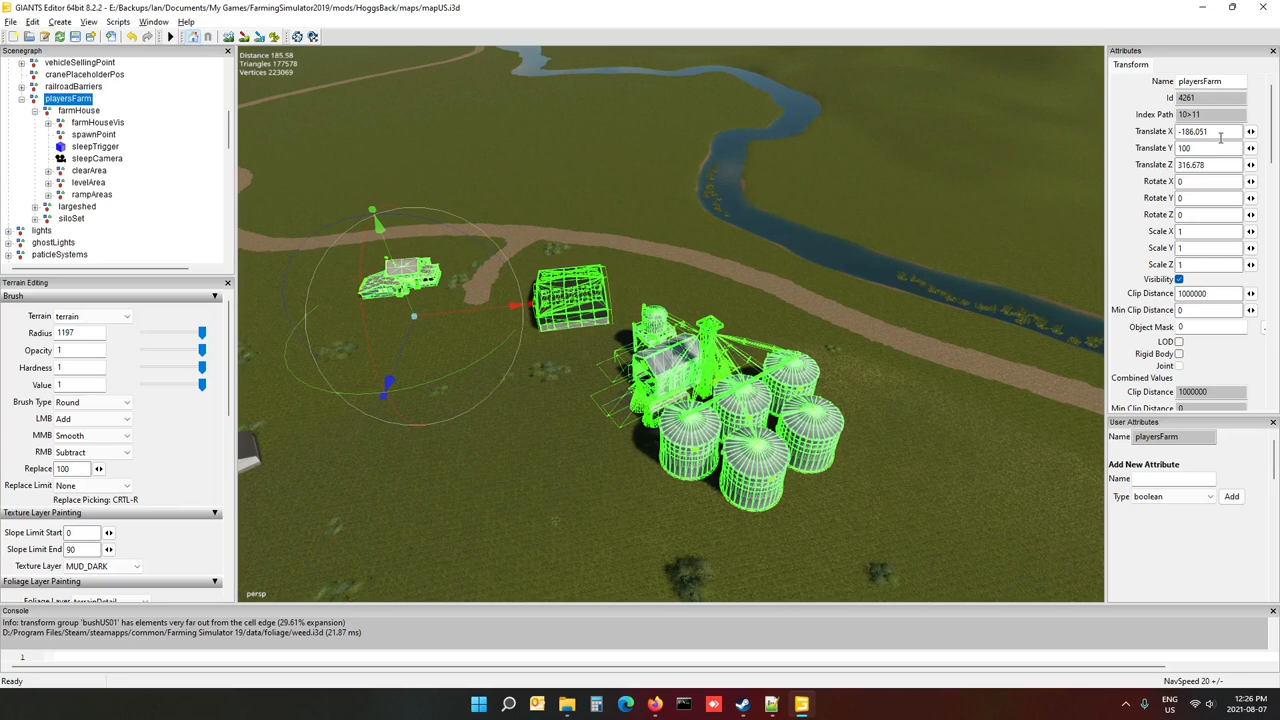 GIANTS Editor 64bit 8.2.2 - E:/Backups/Ian/Documents/My Games/FarmingSimulator2019/mods/HoggsBack/maps/mapUS.i3d
File Edit Create View Scripts Window Help
Scenegraph
vehicleSellingPoint
cranePlaceholderPos
railroadBarriers
playersFarm
farmHouse
farmHouseVis
spawnPoint
sleepTrigger
sleepCamera
clearArea
levelArea
rampAreas
largeshed
siloSet
lights
ghostLights
paticleSystems
Terrain Editing
Brush
Terrain terrain
Radius 1197
Opacity 1
Hardness 1
Value 1
Brush Type Round
LMB Add
MMB Smooth
RMB Subtract
Replace 100
Replace Limit None
Replace Picking: CRTL-R
Texture Layer Painting
Slope Limit Start 0
Slope Limit End 90
Texture Layer MUD_DARK
Foliage Layer Painting
Foliage Layer terrainDetail
Distance 185.58
Triangles 177578
Vertices 223069
persp
Attributes
Transform
Name playersFarm
Id 4261
Index Path 10>11
Translate X -186.051
Translate Y 100
Translate Z 316.678
Rotate X 0
Rotate Y 0
Rotate Z 0
Scale X 1
Scale Y 1
Scale Z 1
Visibility
Clip Distance 1000000
Min Clip Distance 0
Object Mask 0
LOD
Rigid Body
Joint
Combined Values
Clip Distance 1000000
Min Clip Distance 0
User Attributes
Name playersFarm
Add New Attribute
Name
Type boolean Add
Console
Info: transform group 'bushUS01' has elements very far out from the cell edge (29.61% expansion)
D:/Program Files/Steam/steamapps/common/Farming Simulator 19/data/foliage/weed.i3d (21.87 ms)
1
Ready
NavSpeed 20 +/-
ENG
US
12:26 PM
2021-08-07